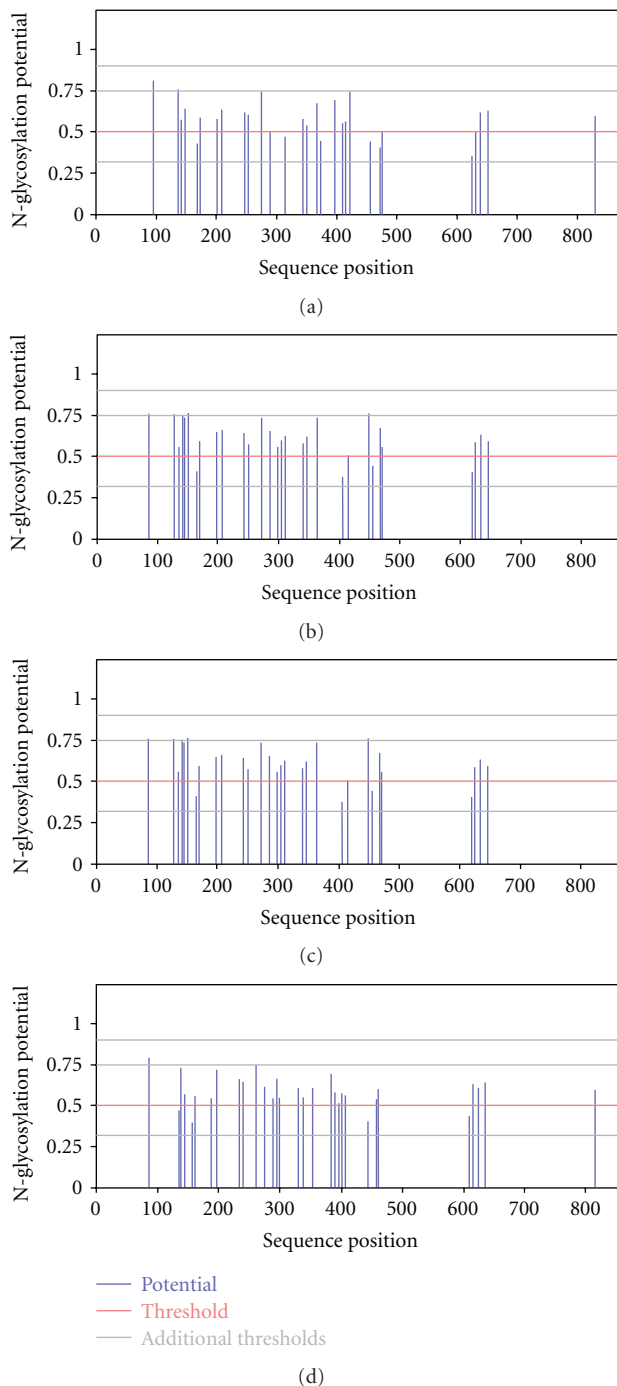 N-glycosylation potential
1
0.75
0.5
0.25
0
0 100 200 300 400 500 600 700 800
Sequence position
(a)
N-glycosylation potential
1
0.75
0.5
0.25
0
0 100 200 300 400 500 600 700 800
Sequence position
(b)
N-glycosylation potential
1
0.75
0.5
0.25
0
0 100 200 300 400 500 600 700 800
Sequence position
(c)
N-glycosylation potential
1
0.75
0.5
0.25
0
0 100 200 300 400 500 600 700 800
Sequence position
Potential
Threshold
Additional thresholds
(d)